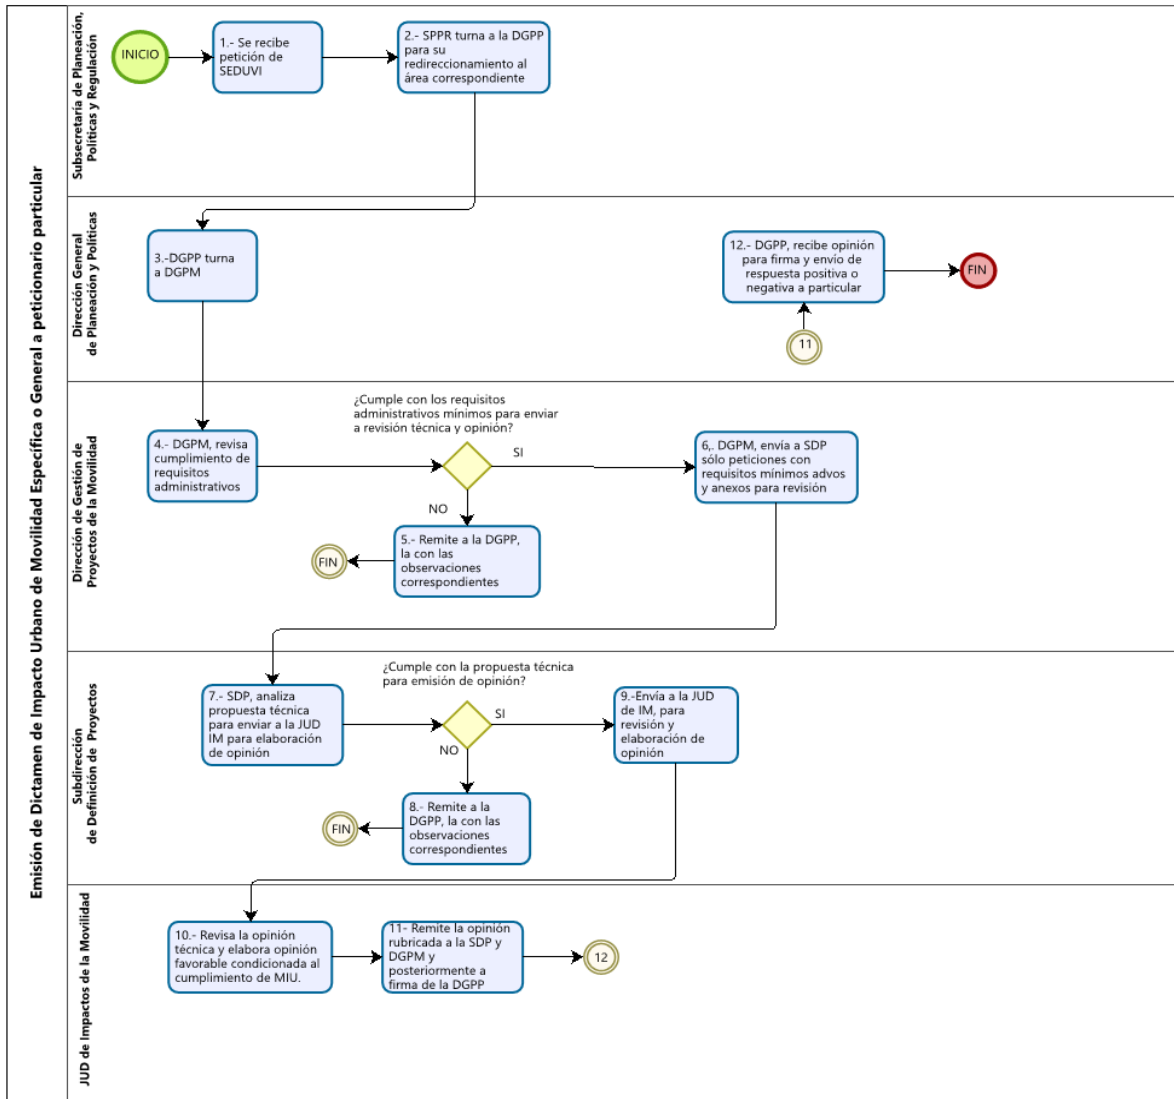 Emisión de Dictamen de Impacto Urbano de Movilidad Específica o General a peticionario particular
Subsecretaría de Planeación,
Políticas y Regulación
INICIO
1.- Se recibe
petición de
SEDUVI
2.- SPPR turna a la DGPP
para su
redireccionamiento al
área correspondiente
Dirección General
de Planeación y Políticas
3.-DGPP turna
a DGPM
12.- DGPP, recibe opinión
para firma y envío de
respuesta positiva o
negativa a particular
FIN
11
Dirección de Gestión de
Proyectos de la Movilidad
4.- DGPM, revisa
cumplimiento de
requisitos
administrativos
¿Cumple con los requisitos
administrativos mínimos para enviar
a revisión técnica y opinión?
SI
NO
6,. DGPM, envía a SDP
sólo peticiones con
requisitos mínimos advos
y anexos para revisión
5.- Remite a la DGPP,
la con las
observaciones
correspondientes
FIN
Subdirección
de Definición de Proyectos
7.- SDP, analiza
propuesta técnica
para enviar a la JUD
IM para elaboración
de opinión
¿Cumple con la propuesta técnica
para emisión de opinión?
SI
NO
9.-Envía a la JUD
de IM, para
revisión y
elaboración de
opinión
8.- Remite a la
DGPP, la con las
observaciones
correspondientes
FIN
JUD de Impactos de la Movilidad
10.- Revisa la opinión
técnica y elabora opinión
favorable condicionada al
cumplimiento de MIU.
11- Remite la opinión
rubricada a la SDP y
DGPM y
posteriormente a
firma de la DGPP
12